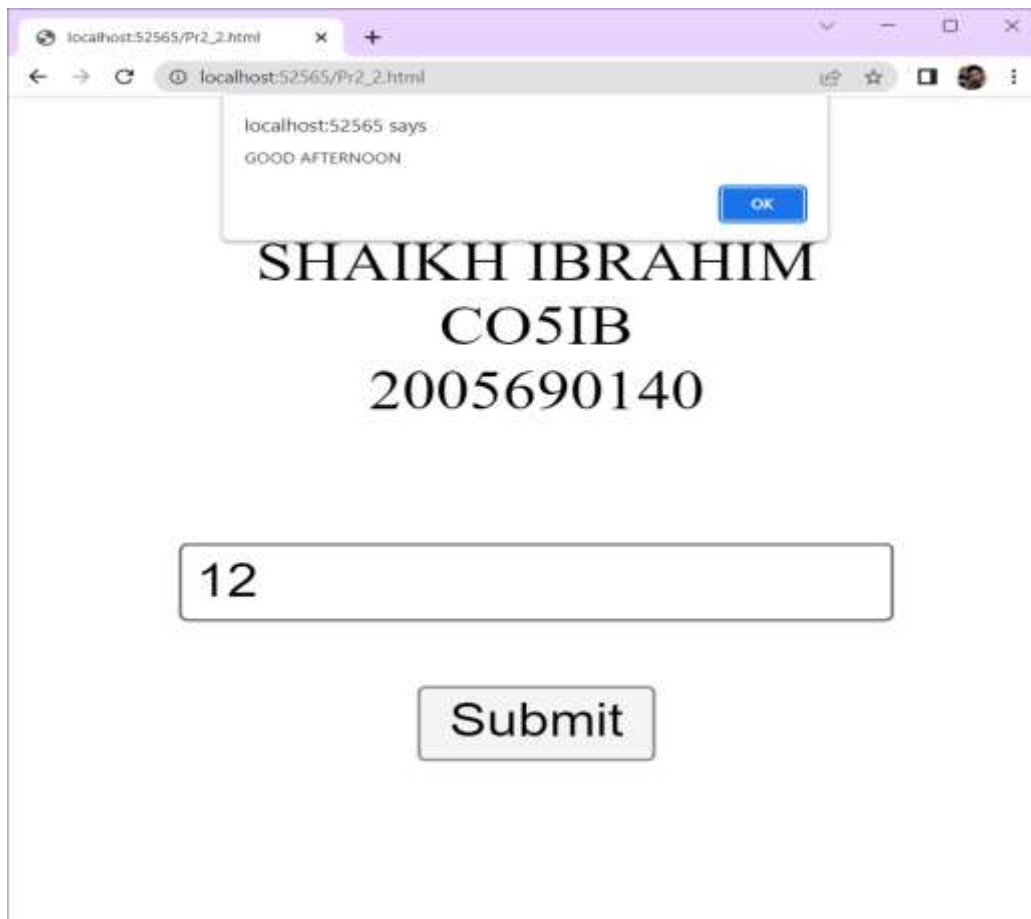 localhost:52565/Pr2_2.html
localhost:52565/Pr2_2.html
localhost:52565 says
GOOD AFTERNOON
OK
SHAIKH IBRAHIM
CO5IB
2005690140
12
Submit